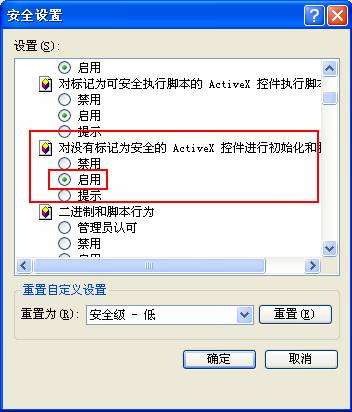 安全设置
设置(S):
启用
对标记为可安全执行脚本的 ActiveX 控件执行脚本
禁用
启用
提示
对没有标记为安全的 ActiveX 控件进行初始化和
禁用
启用
提示
二进制和脚本行为
管理员认可
禁用
启用
重置自定义设置
重置为(R):
安全级 - 低
重置(E)
确定
取消